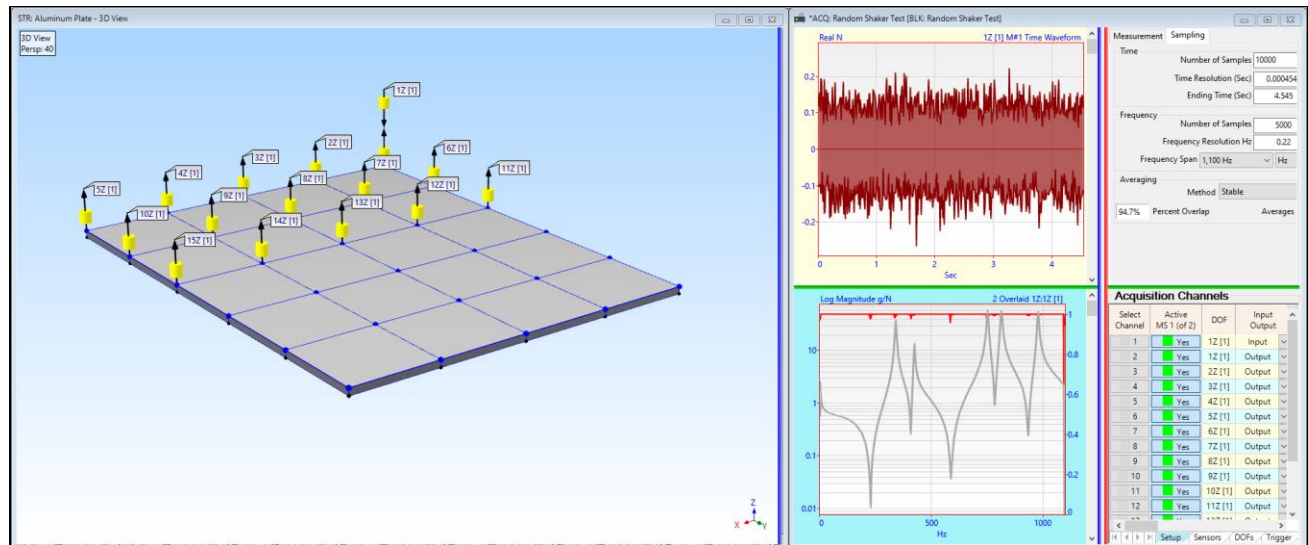 STR: Aluminum Plate - 3D View
3D View
Persp: 40
1Z [1]
2Z [1]
6Z [1]
3Z [1]
7Z [1]
11Z [1]
4Z [1]
8Z [1]
12Z [1]
5Z [1]
9Z [1]
13Z [1]
10Z [1]
14Z [1]
15Z [1]
Z
X
Y
*ACQ: Random Shaker Test [BLK: Random Shaker Test]
Real N 1Z [1] M#1 Time Waveform
0.2
0.1
0
-0.1
-0.2
0 1 2 3 4
Sec
Log Magnitude g/N 2 Overlaid 1Z:1Z [1]
10
1
0.1
0.01
1
0.8
0.6
0.4
0.2
0
0 500 1000
Hz
Measurement Sampling
Time
Number of Samples 10000
Time Resolution (Sec) 0.000454
Ending Time (Sec) 4.545
Frequency
Number of Samples 5000
Frequency Resolution Hz 0.22
Frequency Span 1,100 Hz Hz
Averaging
Method Stable
94.7% Percent Overlap Averages
Acquisition Channels
Select Channel Active MS 1 (of 2) DOF Input Output
1 Yes 1Z [1] Input
2 Yes 1Z [1] Output
3 Yes 2Z [1] Output
4 Yes 3Z [1] Output
5 Yes 4Z [1] Output
6 Yes 5Z [1] Output
7 Yes 6Z [1] Output
8 Yes 7Z [1] Output
9 Yes 8Z [1] Output
10 Yes 9Z [1] Output
11 Yes 10Z [1] Output
12 Yes 11Z [1] Output
Setup Sensors DOFs Trigger